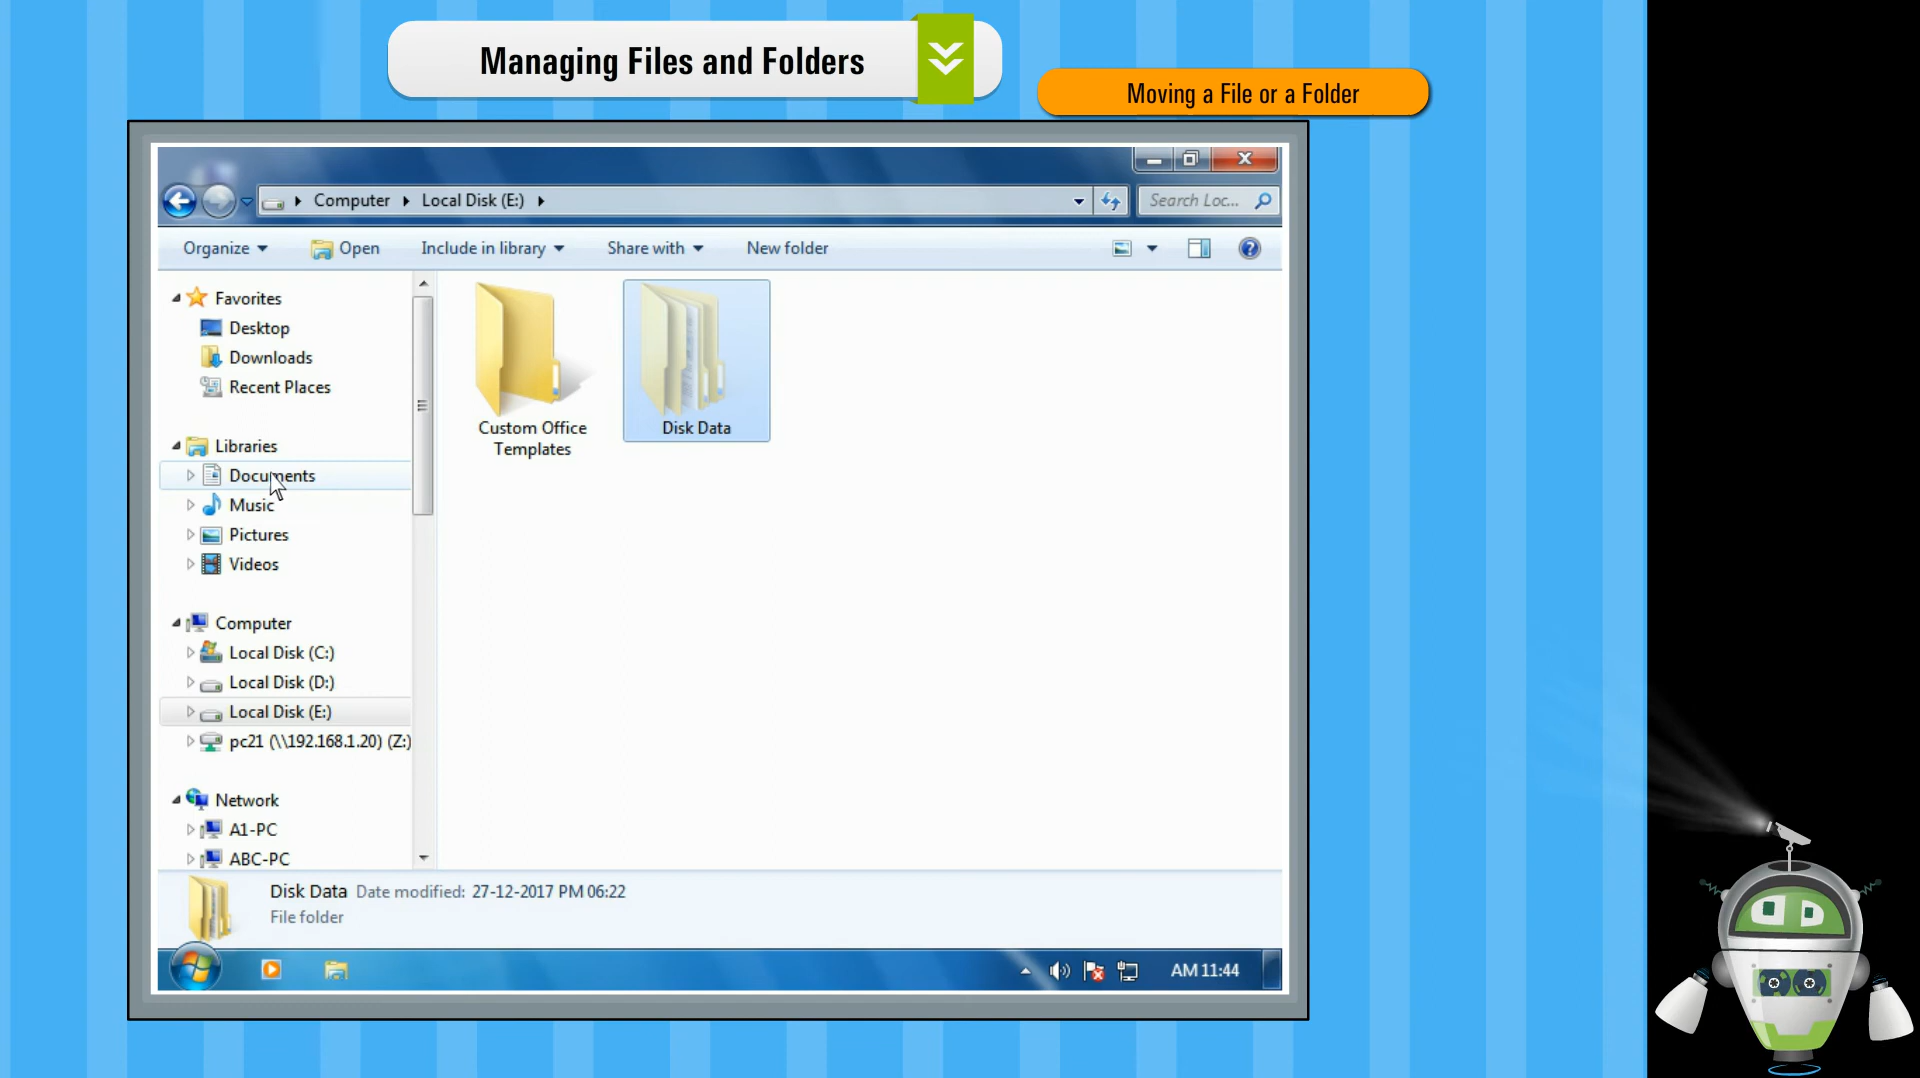 Managing Files and Folders
Moving a File or a Folder
Computer
Local Disk (E:)
Search Loc...
Organize
Open
Include in library
Share with
New folder
Favorites
Desktop
Downloads
Recent Places
Libraries
Documents
Music
Pictures
Videos
Computer
Local Disk (C:)
Local Disk (D:)
Local Disk (E:)
pc21 (\\192.168.1.20) (Z:)
Network
A1-PC
ABC-PC
Custom Office
Templates
Disk Data
Disk Data Date modified: 27-12-2017 PM 06:22
File folder
AM 11:44